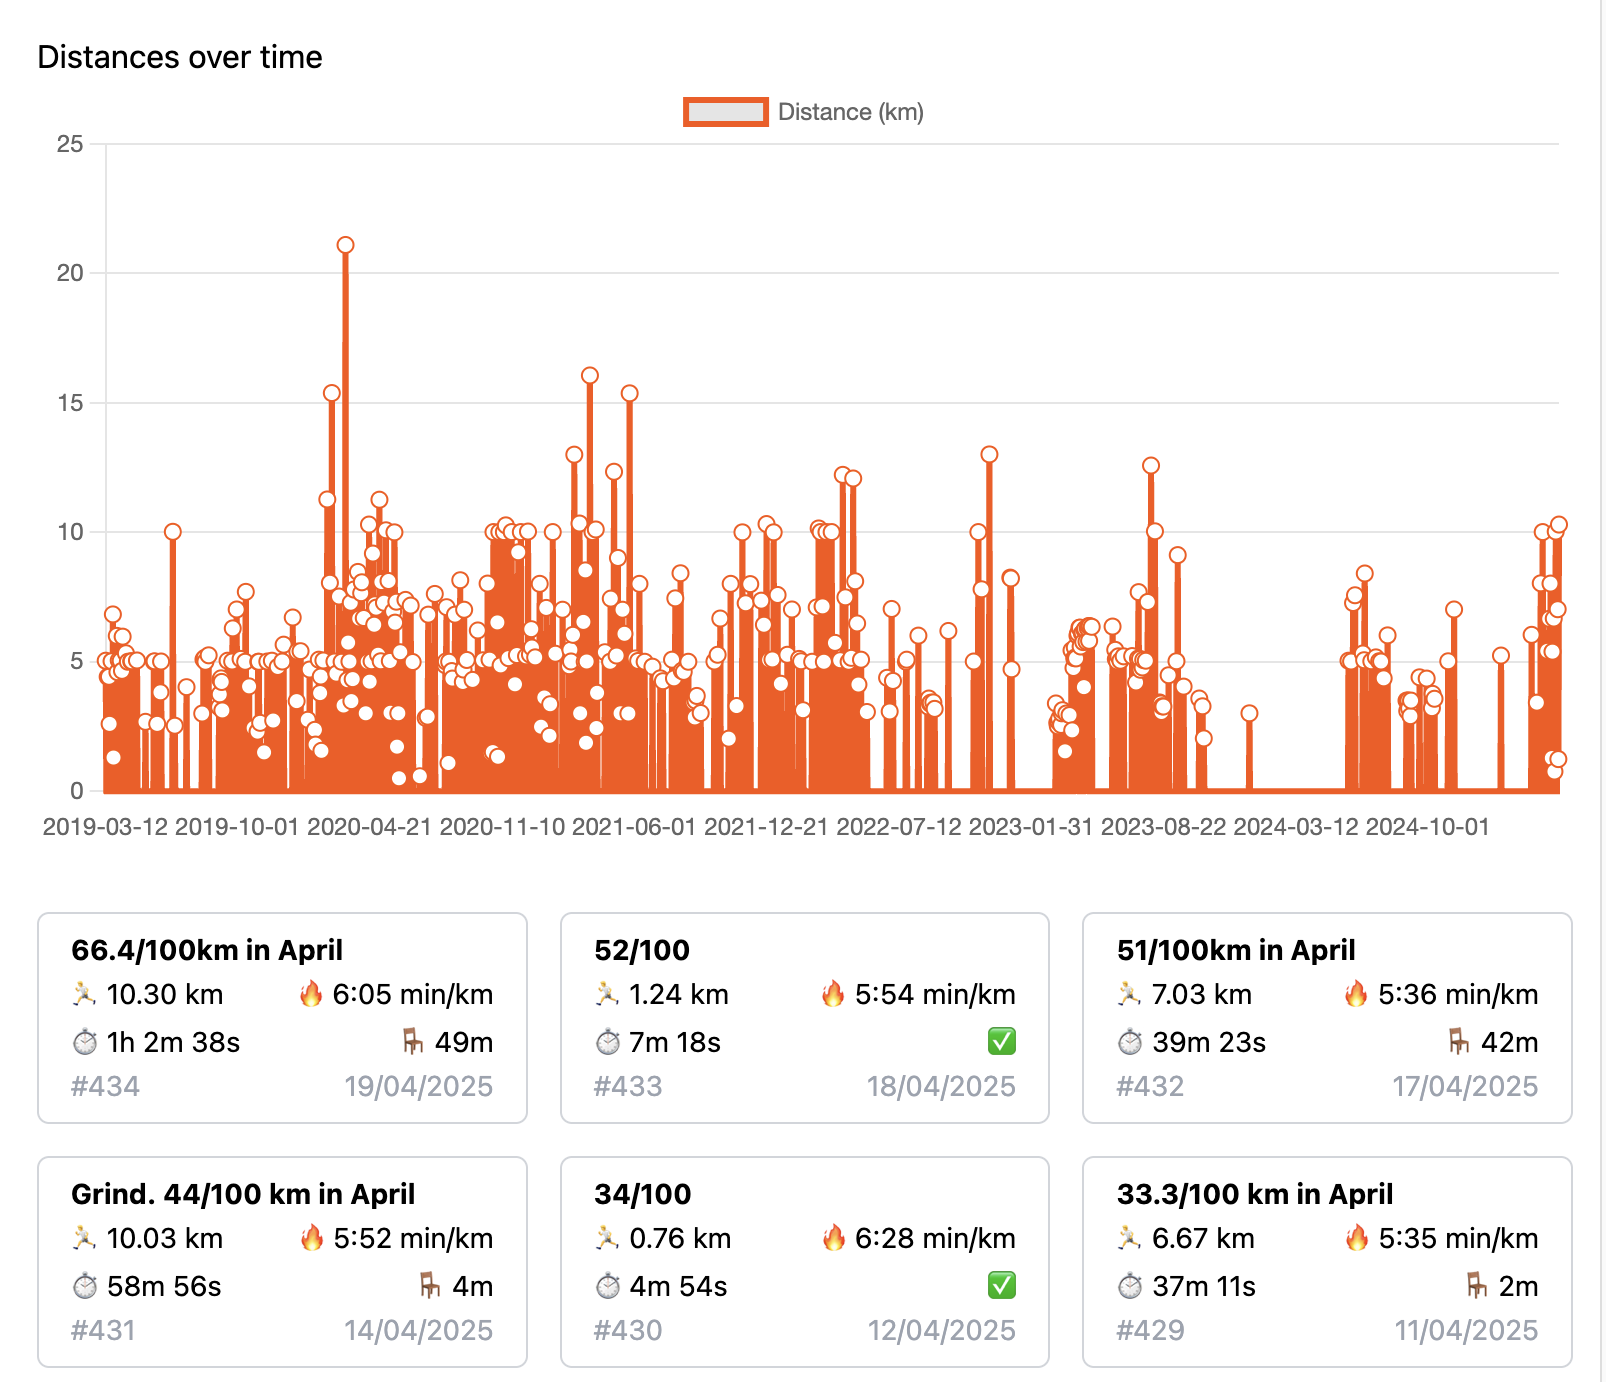 Distances over time
Distance (km)
25
20
15
10
5
0
2019-03-12 2019-10-01 2020-04-21 2020-11-10 2021-06-01 2021-12-21 2022-07-12 2023-01-31 2023-08-22 2024-03-12 2024-10-01
66.4/100km in April
🏃 10.30 km 🔥 6:05 min/km
⏱️ 1h 2m 38s 🪑 49m
#434 19/04/2025
52/100
🏃 1.24 km 🔥 5:54 min/km
⏱️ 7m 18s ✅
#433 18/04/2025
51/100km in April
🏃 7.03 km 🔥 5:36 min/km
⏱️ 39m 23s 🪑 42m
#432 17/04/2025
Grind. 44/100 km in April
🏃 10.03 km 🔥 5:52 min/km
⏱️ 58m 56s 🪑 4m
#431 14/04/2025
34/100
🏃 0.76 km 🔥 6:28 min/km
⏱️ 4m 54s ✅
#430 12/04/2025
33.3/100 km in April
🏃 6.67 km 🔥 5:35 min/km
⏱️ 37m 11s 🪑 2m
#429 11/04/2025